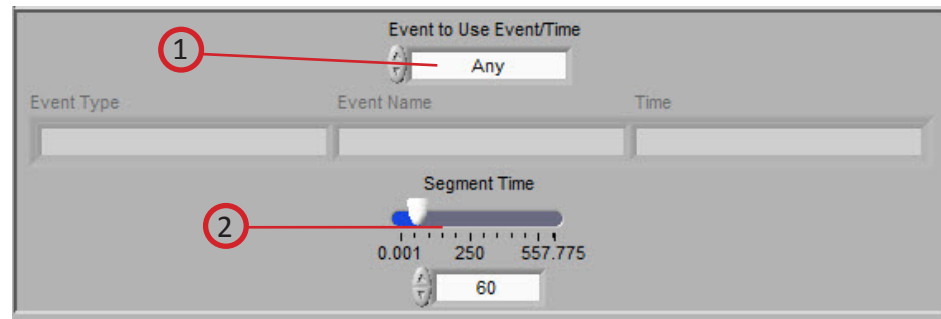 Event to Use Event/Time
1
Any
Event Type Event Name Time
Segment Time
2
0.001 250 557.775
60